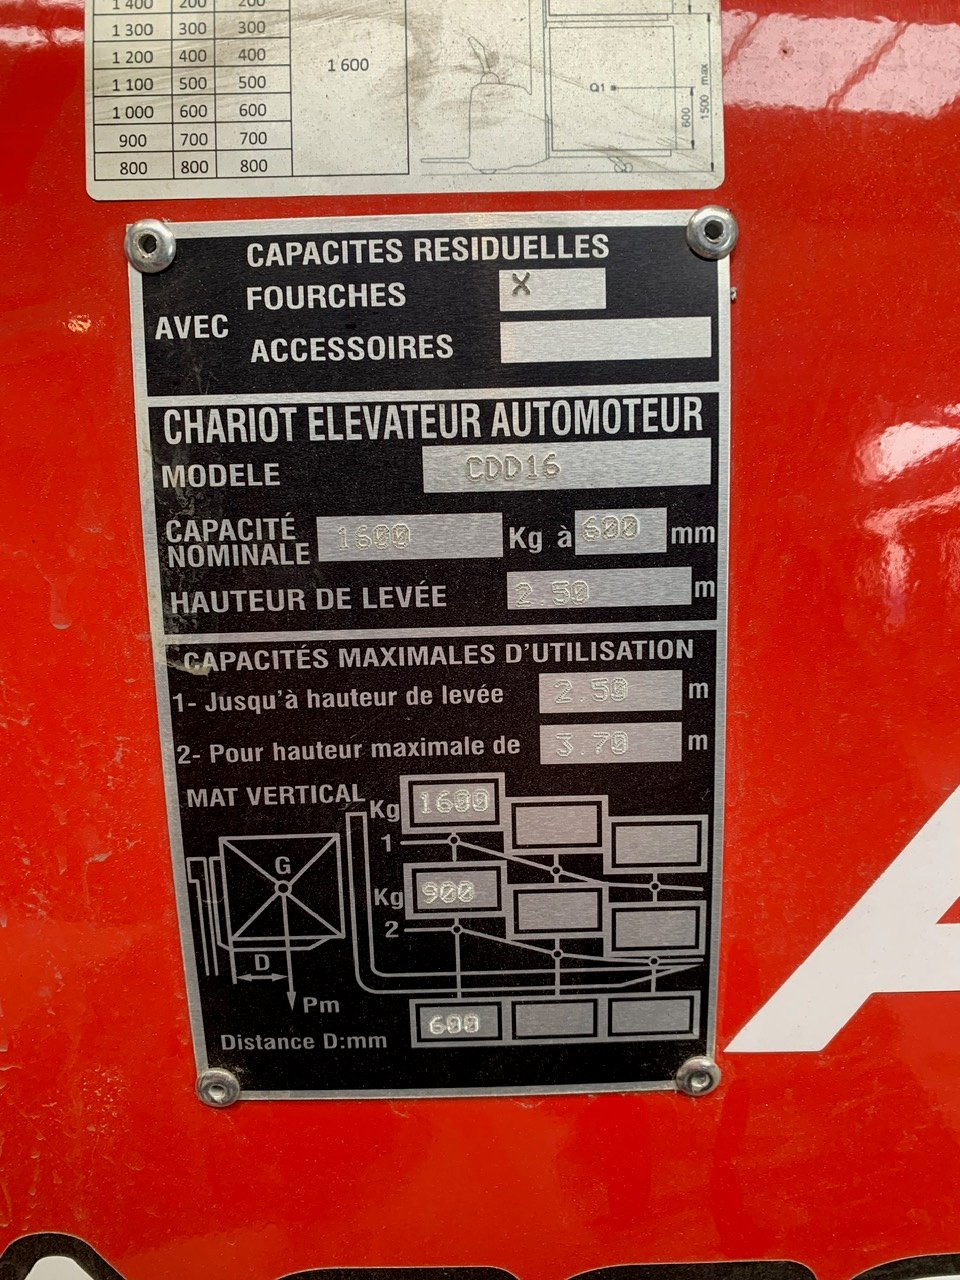 1 400 200 200
1 300 300 300
1 200 400 400
1 100 500 500
1 000 600 600
900 700 700
800 800 800
1 600
Q1
600
1500 max
CAPACITES RESIDUELLES
AVEC
FOURCHES X
ACCESSOIRES
CHARIOT ELEVATEUR AUTOMOTEUR
MODELE CDD16
CAPACITÉ NOMINALE 1600 Kg à 600 mm
HAUTEUR DE LEVÉE 2.50 m
CAPACITÉS MAXIMALES D'UTILISATION
1- Jusqu'à hauteur de levée 2.50 m
2- Pour hauteur maximale de 3.70 m
MAT VERTICAL
Kg 1600
1
G
Kg 900
2
D
Pm
Distance D:mm 600